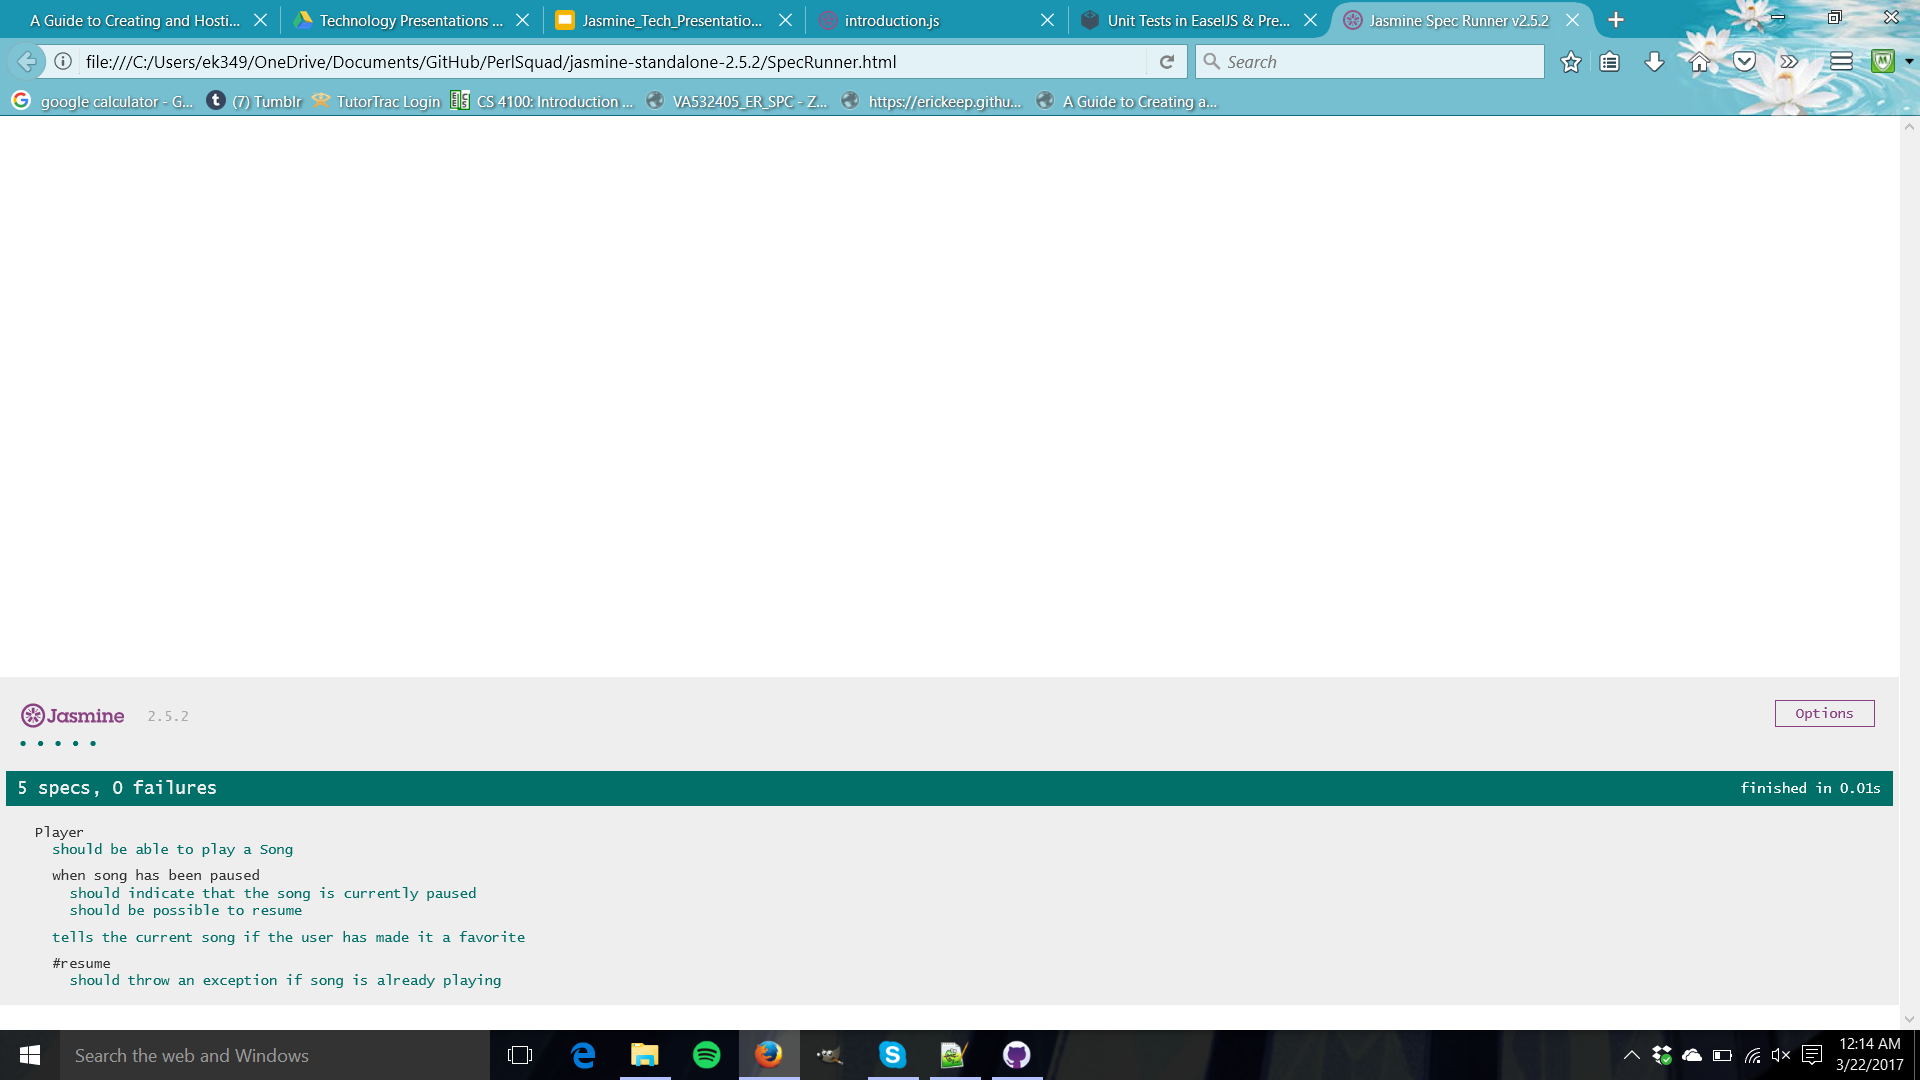 A Guide to Creating and Hosti...
Technology Presentations ...
Jasmine_Tech_Presentatio...
introduction.js
Unit Tests in EaselJS & Pre...
Jasmine Spec Runner v2.5.2
file:///C:/Users/ek349/OneDrive/Documents/GitHub/PerlSquad/jasmine-standalone-2.5.2/SpecRunner.html
Search
google calculator - G...
(7) Tumblr
TutorTrac Login
CS 4100: Introduction ...
VA532405_ER_SPC - Z...
https://erickeep.githu...
A Guide to Creating a...
Jasmine 2.5.2
Options
5 specs, 0 failures
finished in 0.01s
Player
should be able to play a Song
when song has been paused
should indicate that the song is currently paused
should be possible to resume
tells the current song if the user has made it a favorite
#resume
should throw an exception if song is already playing
Search the web and Windows
12:14 AM
3/22/2017